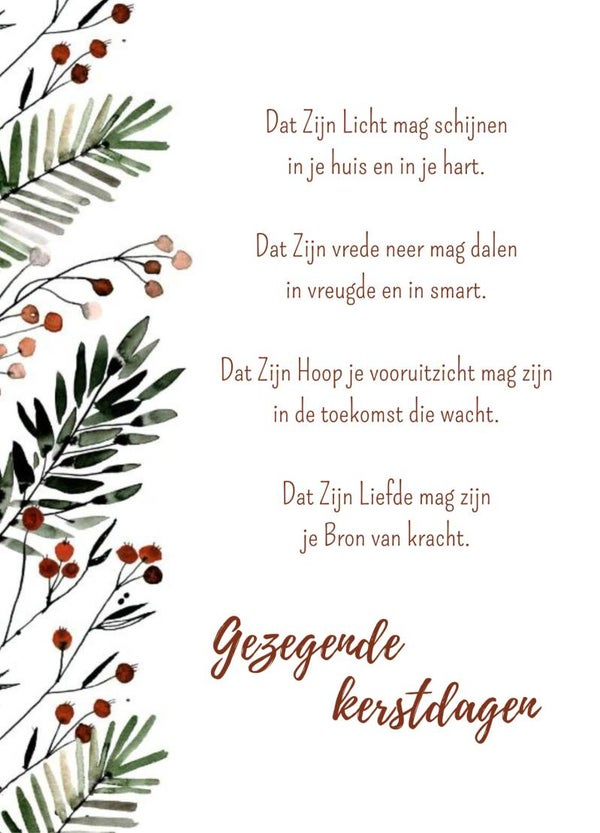 Dat Zijn Licht mag schijnen
in je huis en in je hart.
Dat Zijn vrede neer mag dalen
in vreugde en in smart.
Dat Zijn Hoop je vooruitzicht mag zijn
in de toekomst die wacht.
Dat Zijn Liefde mag zijn
je Bron van kracht.
Gezegende
kerstdagen